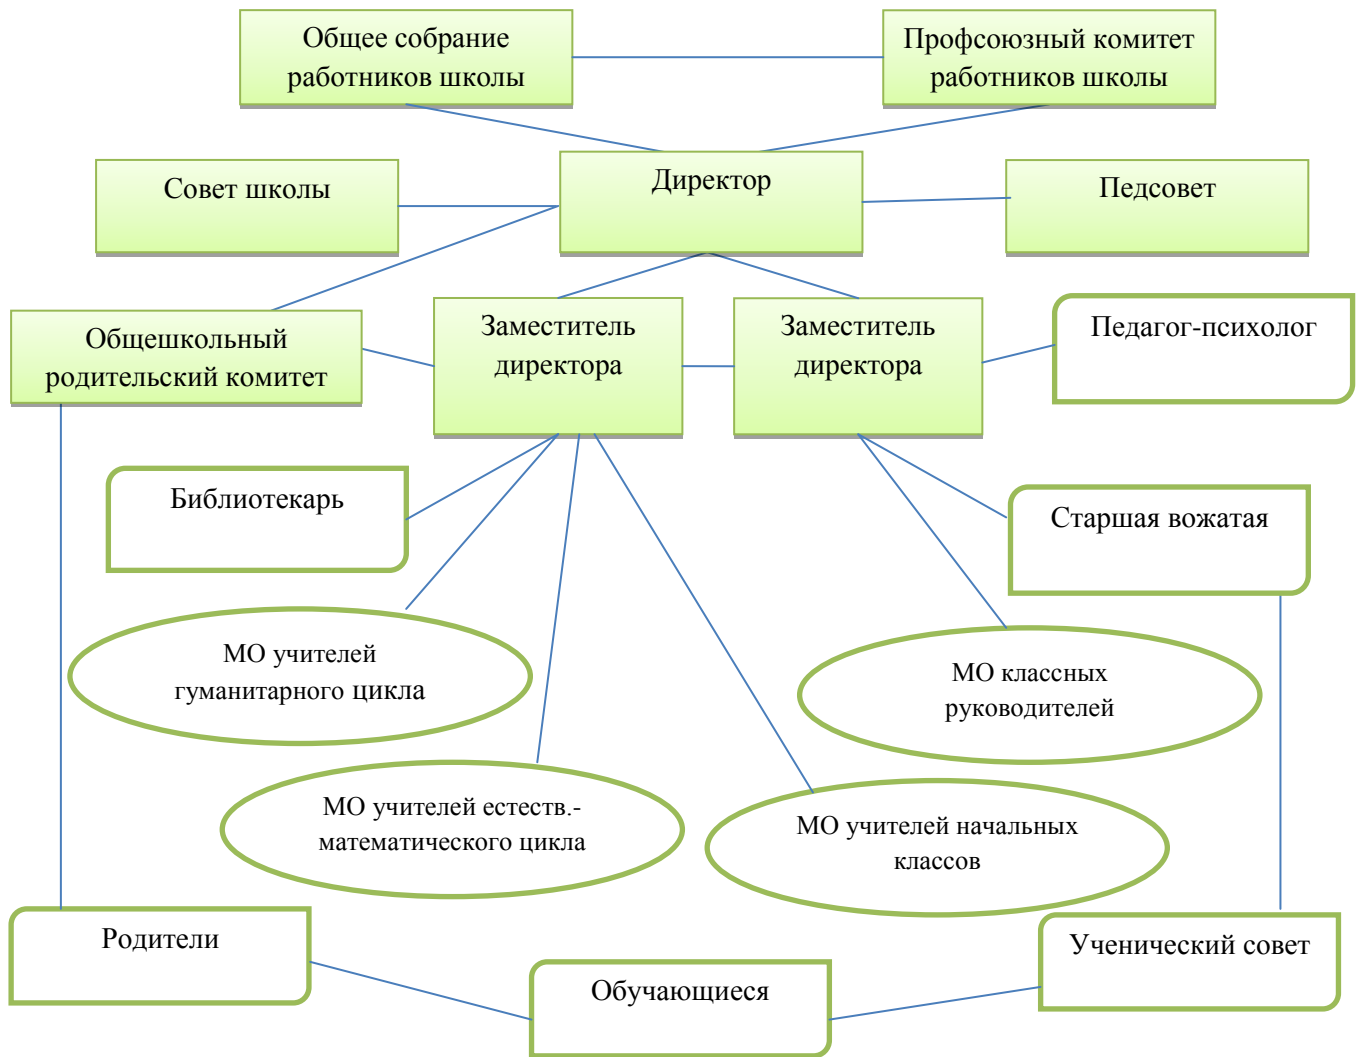 Общее собрание
работников школы
Профсоюзный комитет
работников школы
Совет школы
Директор
Педсовет
Общешкольный
родительский комитет
Заместитель
директора
Заместитель
директора
Педагог-психолог
Библиотекарь
Старшая вожатая
МО учителей
гуманитарного цикла
МО классных
руководителей
МО учителей естеств.-
математического цикла
МО учителей начальных
классов
Родители
Обучающиеся
Ученический совет